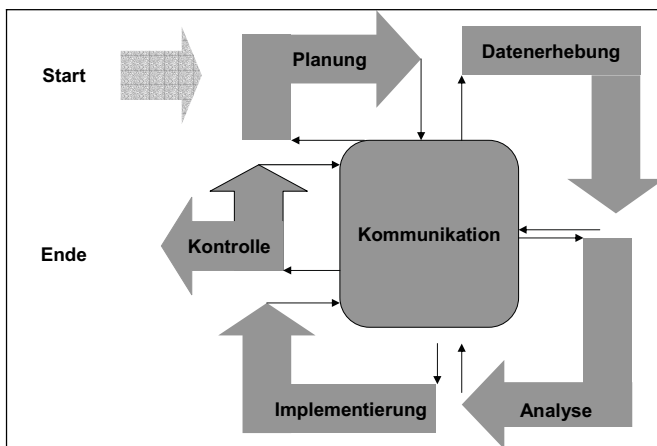 Planung
Datenerhebung
Start
Kommunikation
Kontrolle
Ende
Implementierung
Analyse